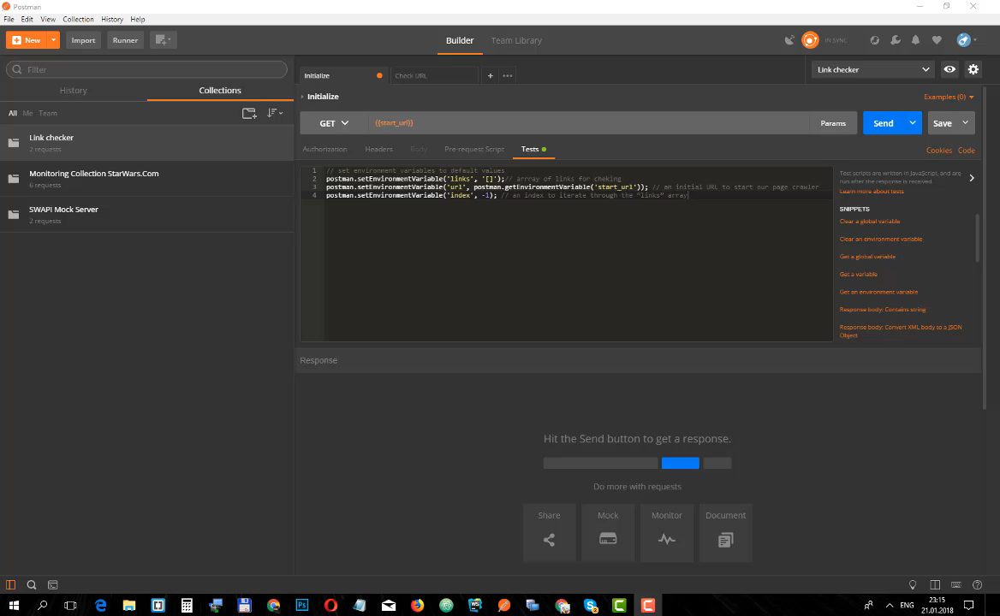 Postman
File Edit View Collection History Help
New Import Runner Builder Team Library IN SYNC
Filter
History Collections
All Me Team
Link checker
2 requests
Monitoring Collection StarWars.Com
6 requests
SWAPI Mock Server
2 requests
Initialize Check URL + ••• Link checker
Initialize Examples (0)
GET {{start_url}} Params Send Save
Authorization Headers Body Pre-request Script Tests Cookies Code
1 // set environment variables to default values
2 postman.setEnvironmentVariable('links', '[]');// arrray of links for cheking
3 postman.setEnvironmentVariable('url', postman.getEnvironmentVariable('start_url')); // an initial URL to start our page crawler
4 postman.setEnvironmentVariable('index', -1); // an index to iterate through the "links" array
Test scripts are written in JavaScript, and are
run after the response is received.
Learn more about tests
SNIPPETS
Clear a global variable
Clear an environment variable
Get a global variable
Get a variable
Get an environment variable
Response body: Contains string
Response body: Convert XML body to a JSON
Object
Response
Hit the Send button to get a response.
Do more with requests
Share Mock Monitor Document
ENG
23:15
21.01.2018